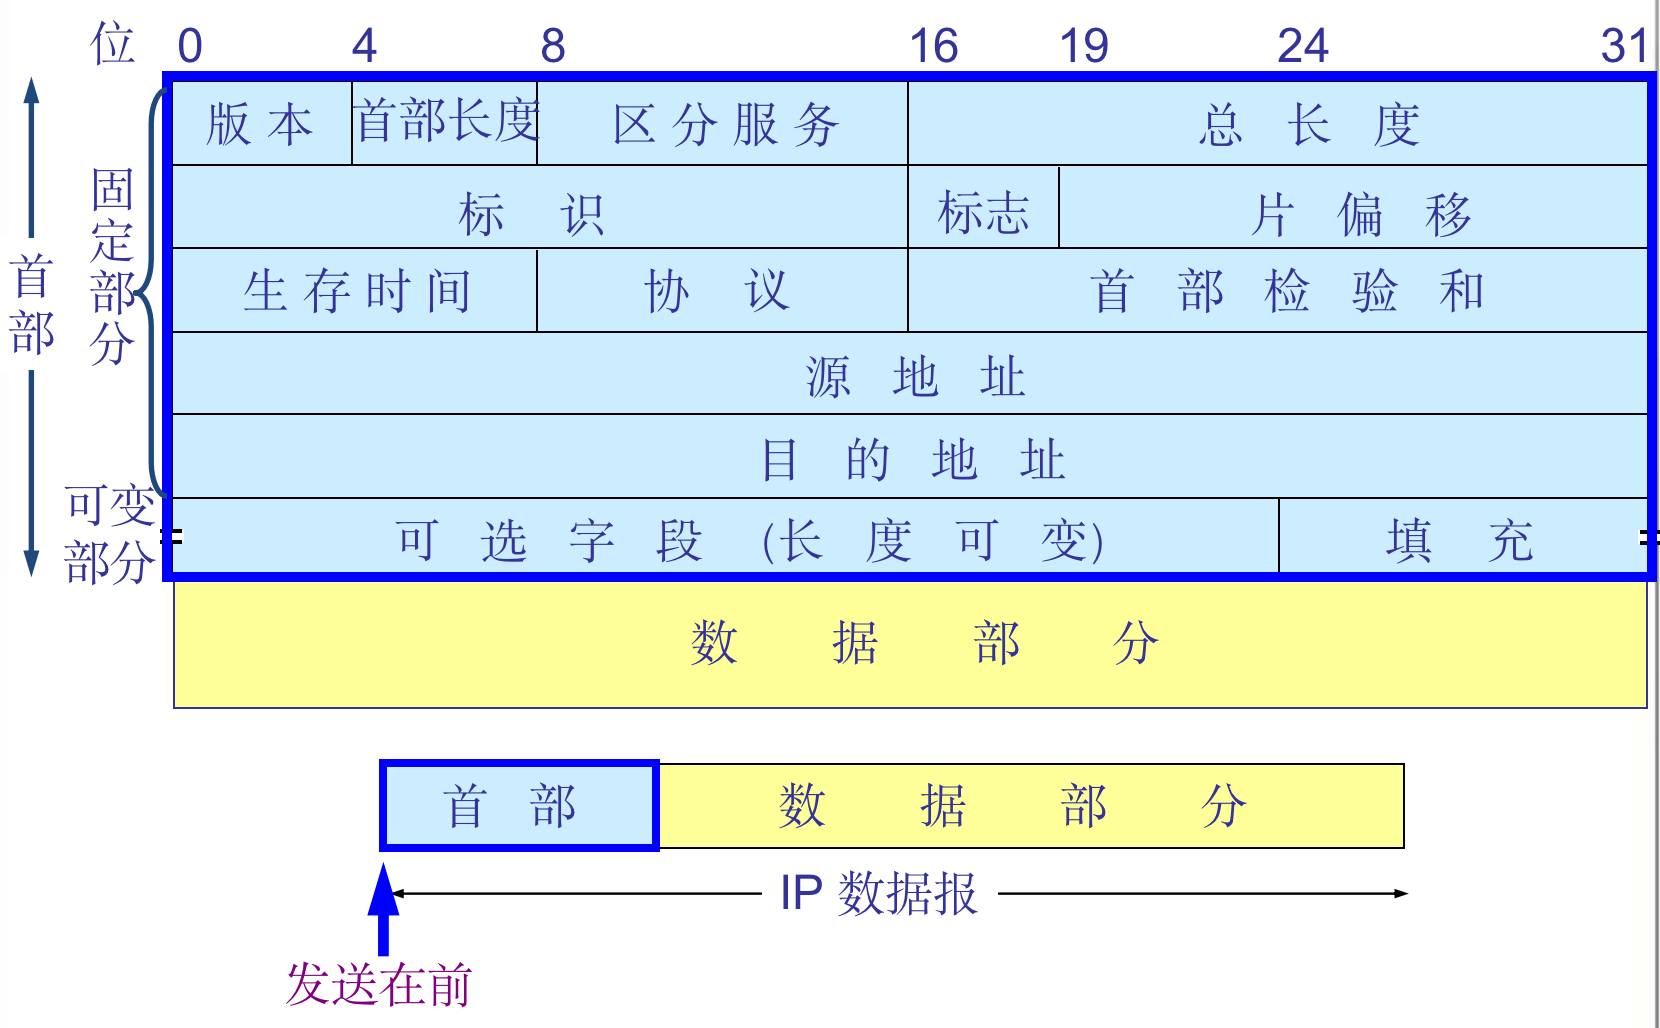 位 0 4 8 16 19 24 31
版本 首部长度 区分服务 总长度
标识 标志 片偏移
生存时间 协议 首部检验和
源地址
目的地址
可选字段 (长度可变) 填充
数据部分
首部
固定部分
可变
部分
首部 数据部分
IP 数据报
发送在前